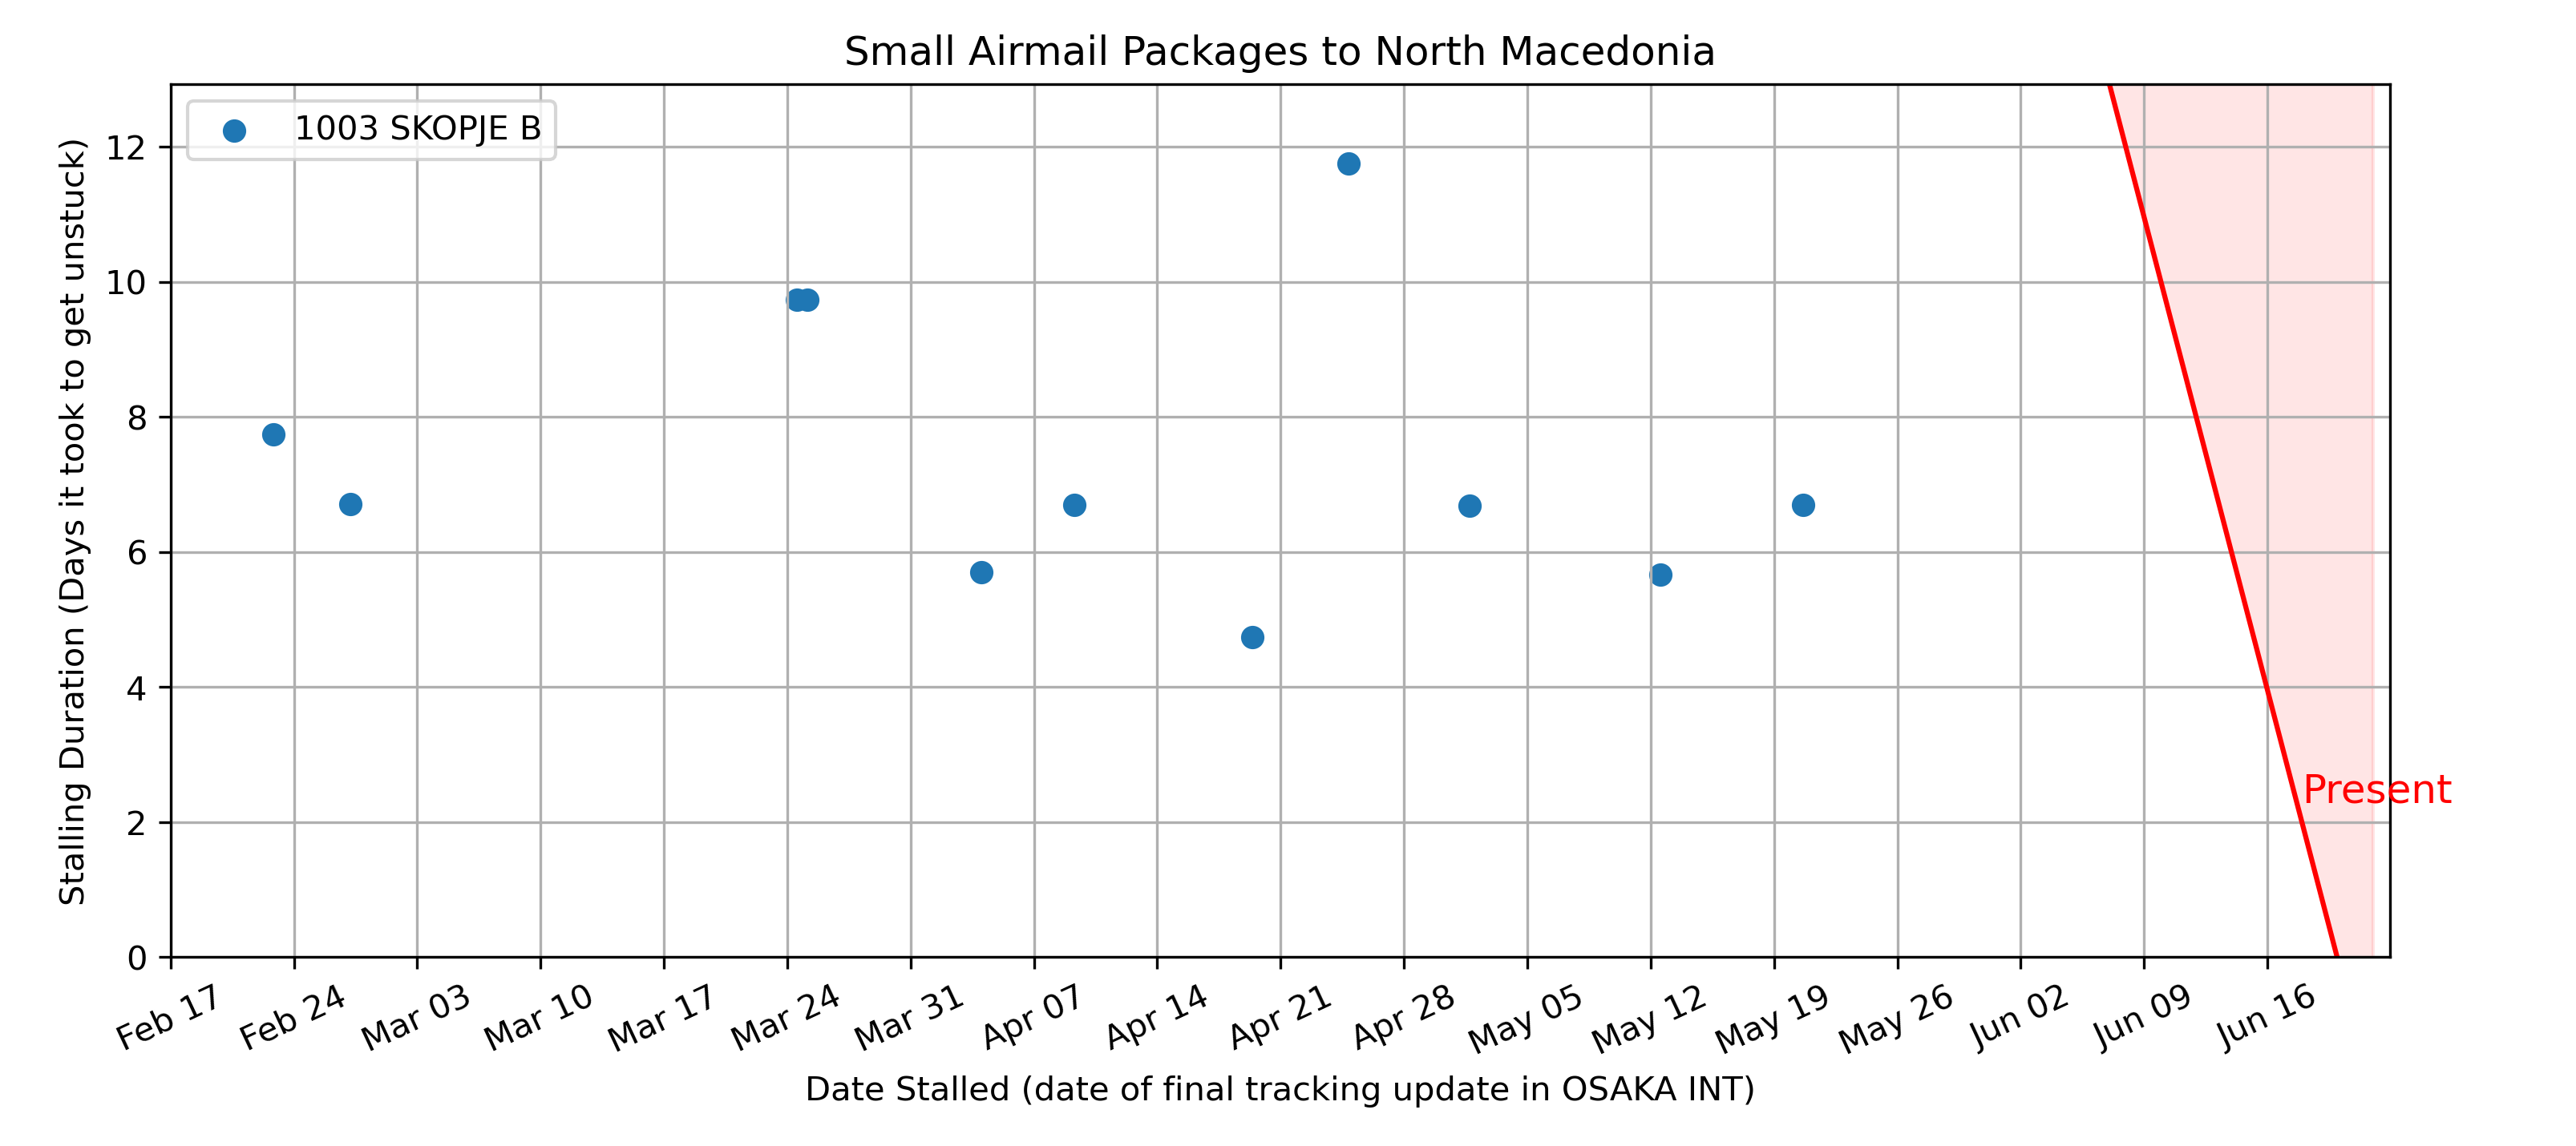 Small Airmail Packages to North Macedonia
1003 SKOPJE B
Stalling Duration (Days it took to get unstuck)
12
10
8
6
4
2
0
Present
Feb 17
Feb 24
Mar 03
Mar 10
Mar 17
Mar 24
Mar 31
Apr 07
Apr 14
Apr 21
Apr 28
May 05
May 12
May 19
May 26
Jun 02
Jun 09
Jun 16
Date Stalled (date of final tracking update in OSAKA INT)